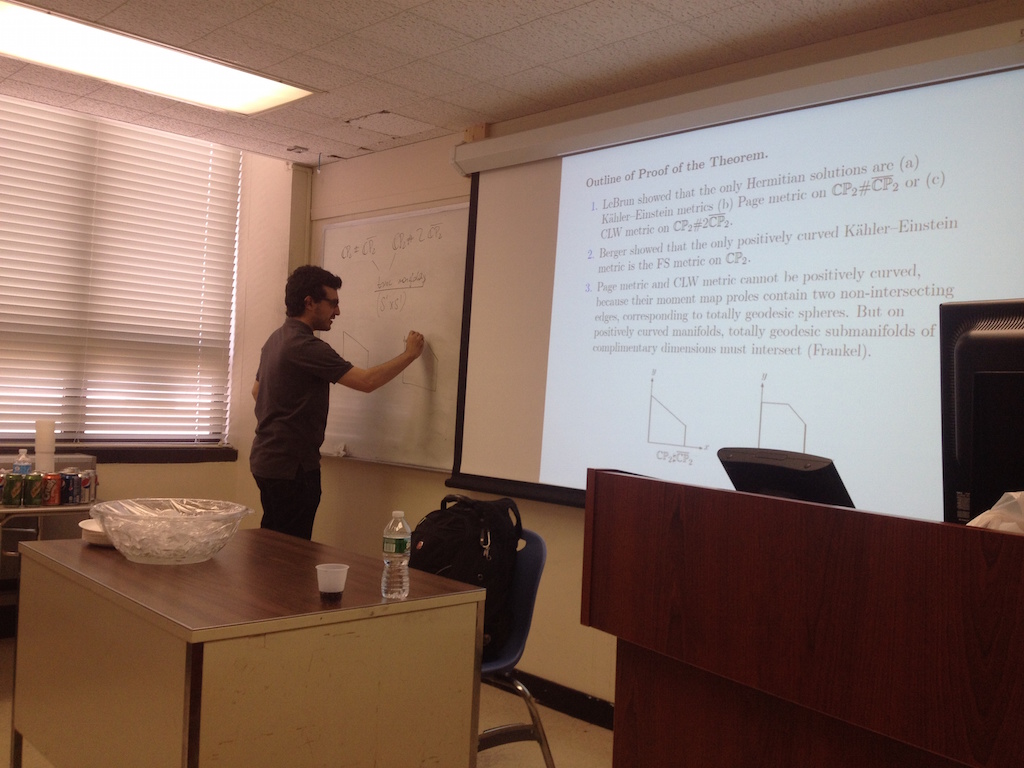 Outline of Proof of the Theorem.
1. LeBrun showed that the only Hermitian solutions are (a)
Kähler–Einstein metrics (b) Page metric on ℂℙ₂#ℂℙ̅₂ or (c)
CLW metric on ℂℙ₂#2ℂℙ̅₂.
2. Berger showed that the only positively curved Kähler–Einstein
metric is the FS metric on ℂℙ₂.
3. Page metric and CLW metric cannot be positively curved,
because their moment map proles contain two non-intersecting
edges, corresponding to totally geodesic spheres. But on
positively curved manifolds, totally geodesic submanifolds of
complimentary dimensions must intersect (Frankel).
y
y
x
ℂℙ₂#ℂℙ̅₂